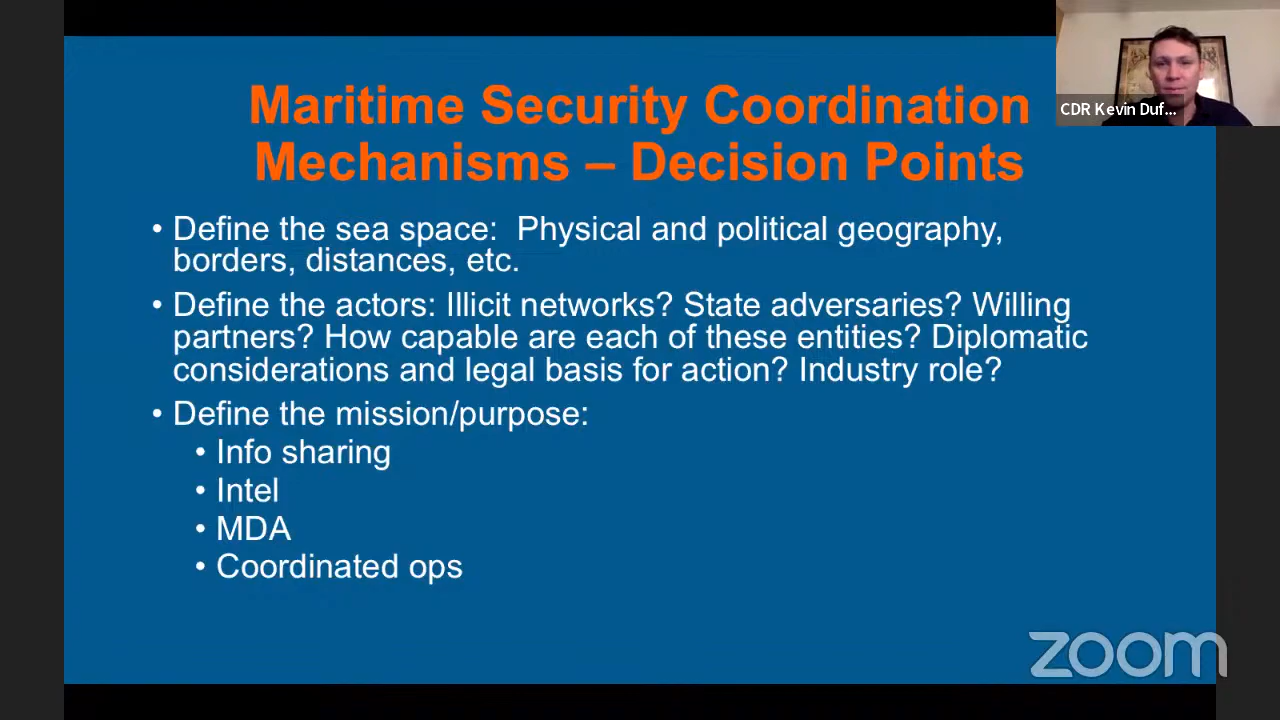 Maritime Security Coordination
Mechanisms – Decision Points
CDR Kevin Duf...
• Define the sea space:  Physical and political geography,
borders, distances, etc.
• Define the actors: Illicit networks? State adversaries? Willing
partners? How capable are each of these entities? Diplomatic
considerations and legal basis for action? Industry role?
• Define the mission/purpose:
• Info sharing
• Intel
• MDA
• Coordinated ops
zoom